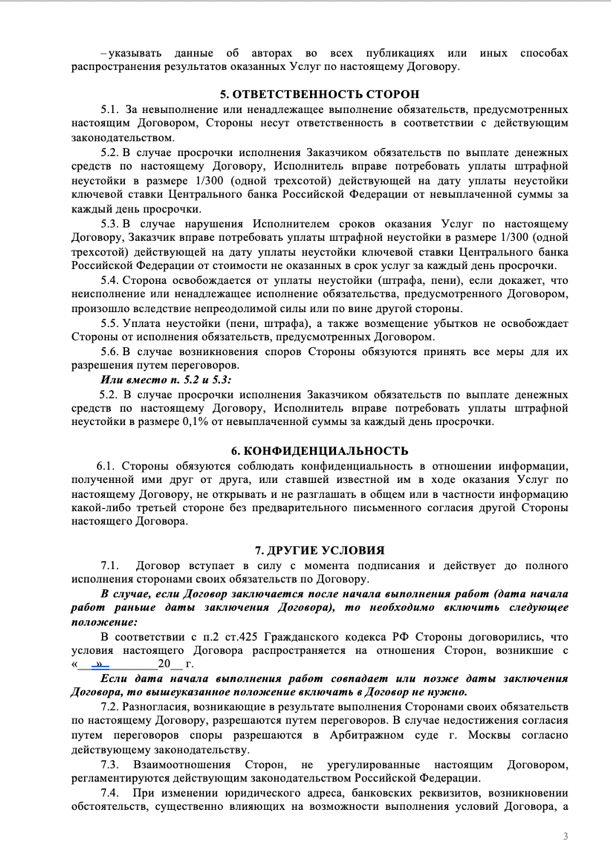 –указывать данные об авторах во всех публикациях или иных способах
распространения результатов оказанных Услуг по настоящему Договору.
5. ОТВЕТСТВЕННОСТЬ СТОРОН
5.1. За невыполнение или ненадлежащее выполнение обязательств, предусмотренных
настоящим Договором, Стороны несут ответственность в соответствии с действующим
законодательством.
5.2. В случае просрочки исполнения Заказчиком обязательств по выплате денежных
средств по настоящему Договору, Исполнитель вправе потребовать уплаты штрафной
неустойки в размере 1/300 (одной трехсотой) действующей на дату уплаты неустойки
ключевой ставки Центрального банка Российской Федерации от невыплаченной суммы за
каждый день просрочки.
5.3. В случае нарушения Исполнителем сроков оказания Услуг по настоящему
Договору, Заказчик вправе потребовать уплаты штрафной неустойки в размере 1/300 (одной
трехсотой) действующей на дату уплаты неустойки ключевой ставки Центрального банка
Российской Федерации от стоимости не оказанных в срок услуг за каждый день просрочки.
5.4. Сторона освобождается от уплаты неустойки (штрафа, пени), если докажет, что
неисполнение или ненадлежащее исполнение обязательства, предусмотренного Договором,
произошло вследствие непреодолимой силы или по вине другой стороны.
5.5. Уплата неустойки (пени, штрафа), а также возмещение убытков не освобождает
Стороны от исполнения обязательств, предусмотренных Договором.
5.6. В случае возникновения споров Стороны обязуются принять все меры для их
разрешения путем переговоров.
Или вместо п. 5.2 и 5.3:
5.2. В случае просрочки исполнения Заказчиком обязательств по выплате денежных
средств по настоящему Договору, Исполнитель вправе потребовать уплаты штрафной
неустойки в размере 0,1% от невыплаченной суммы за каждый день просрочки.
6. КОНФИДЕНЦИАЛЬНОСТЬ
6.1. Стороны обязуются соблюдать конфиденциальность в отношении информации,
полученной ими друг от друга, или ставшей известной им в ходе оказания Услуг по
настоящему Договору, не открывать и не разглашать в общем или в частности информацию
какой-либо третьей стороне без предварительного письменного согласия другой Стороны
настоящего Договора.
7. ДРУГИЕ УСЛОВИЯ
7.1. Договор вступает в силу с момента подписания и действует до полного
исполнения сторонами своих обязательств по Договору.
В случае, если Договор заключается после начала выполнения работ (дата начала
работ раньше даты заключения Договора), то необходимо включить следующее
положение:
В соответствии с п.2 ст.425 Гражданского кодекса РФ Стороны договорились, что
условия настоящего Договора распространяется на отношения Сторон, возникшие с
«___»__________20__ г.
Если дата начала выполнения работ совпадает или позже даты заключения
Договора, то вышеуказанное положение включать в Договор не нужно.
7.2. Разногласия, возникающие в результате выполнения Сторонами своих обязательств
по настоящему Договору, разрешаются путем переговоров. В случае недостижения согласия
путем переговоров споры разрешаются в Арбитражном суде г. Москвы согласно
действующему законодательству.
7.3. Взаимоотношения Сторон, не урегулированные настоящим Договором,
регламентируются действующим законодательством Российской Федерации.
7.4. При изменении юридического адреса, банковских реквизитов, возникновении
обстоятельств, существенно влияющих на возможности выполнения условий Договора, а
3